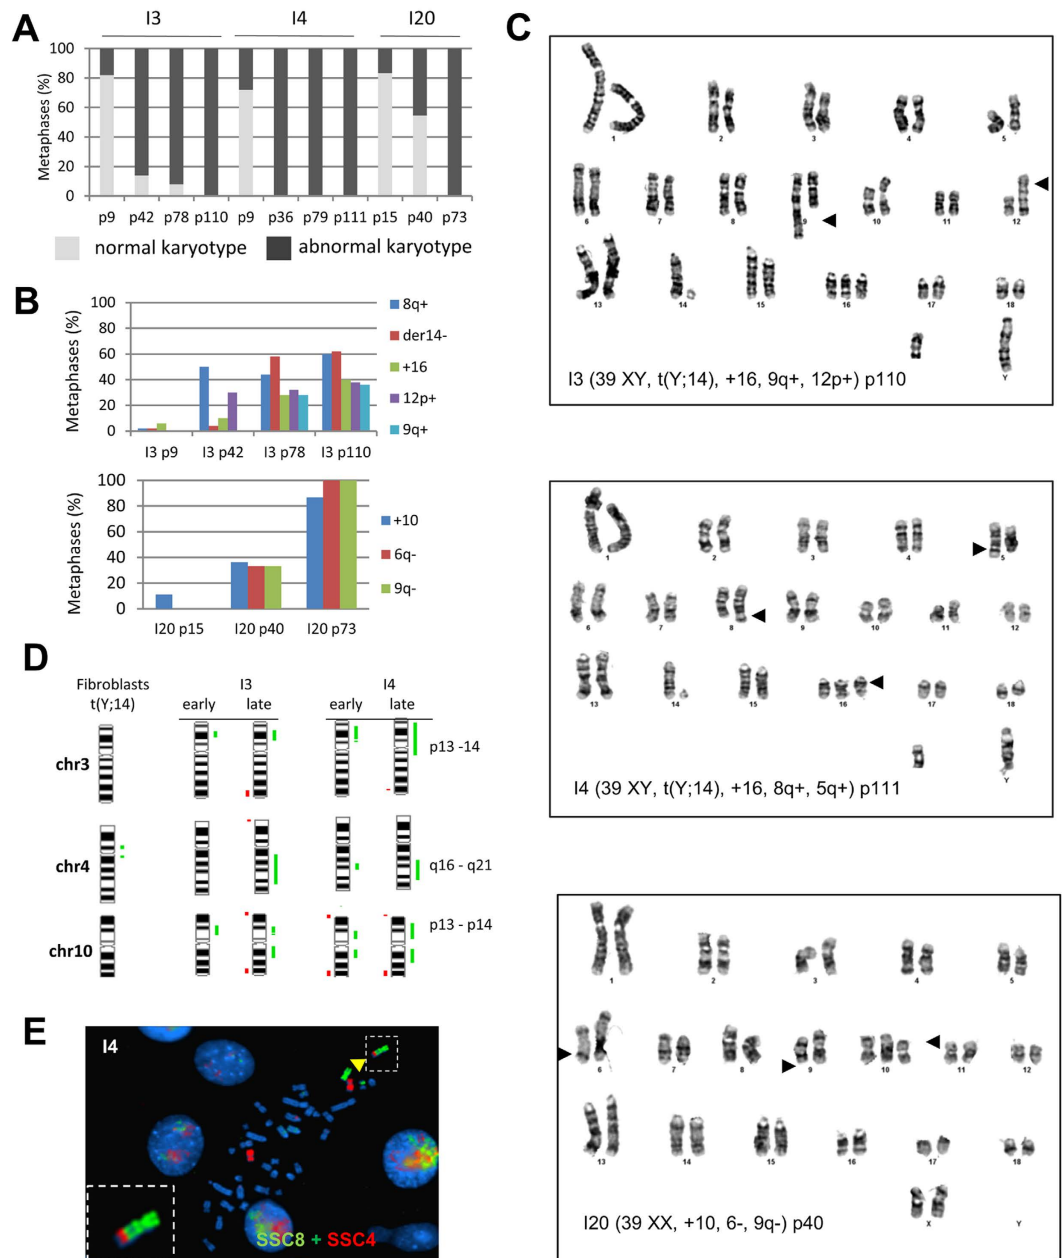 A
I3 I4 I20
Metaphases (%)
100
80
60
40
20
0
p9 p42 p78 p110 p9 p36 p79 p111 p15 p40 p73
normal karyotype abnormal karyotype
B
Metaphases (%)
100
80
60
40
20
0
I3 p9 I3 p42 I3 p78 I3 p110
8q+
der14-
+16
12p+
9q+
Metaphases (%)
100
80
60
40
20
0
I20 p15 I20 p40 I20 p73
+10
6q-
9q-
C
1 2 3 4 5
6 7 8 9 10 11 12
13 14 15 16 17 18
Y
I3 (39 XY, t(Y;14), +16, 9q+, 12p+) p110
1 2 3 4 5
6 7 8 9 10 11 12
13 14 15 16 17 18
Y
I4 (39 XY, t(Y;14), +16, 8q+, 5q+) p111
1 2 3 4 5
6 7 8 9 10 11 12
13 14 15 16 17 18
X Y
I20 (39 XX, +10, 6-, 9q-) p40
D
Fibroblasts I3 I4
t(Y;14) early late early late
chr3 p13 -14
chr4 q16 - q21
chr10 p13 - p14
E
I4
SSC8 + SSC4